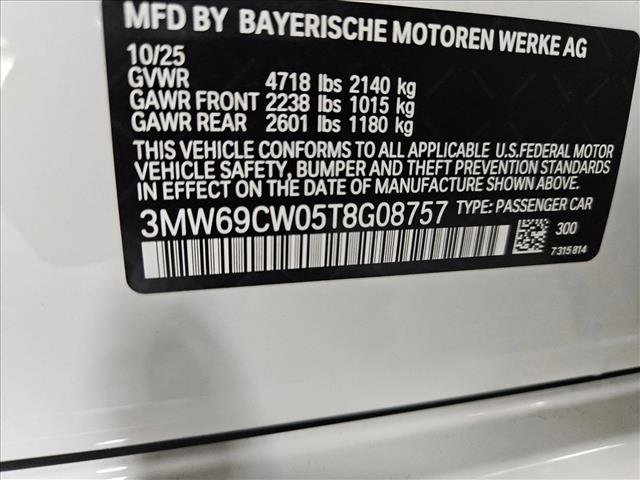 MFD BY BAYERISCHE MOTOREN WERKE AG
10/25
GVWR 4718 lbs 2140 kg
GAWR FRONT 2238 lbs 1015 kg
GAWR REAR 2601 lbs 1180 kg
THIS VEHICLE CONFORMS TO ALL APPLICABLE U.S.FEDERAL MOTOR
VEHICLE SAFETY, BUMPER AND THEFT PREVENTION STANDARDS
IN EFFECT ON THE DATE OF MANUFACTURE SHOWN ABOVE.
3MW69CW05T8G08757 TYPE: PASSENGER CAR
300
7315814